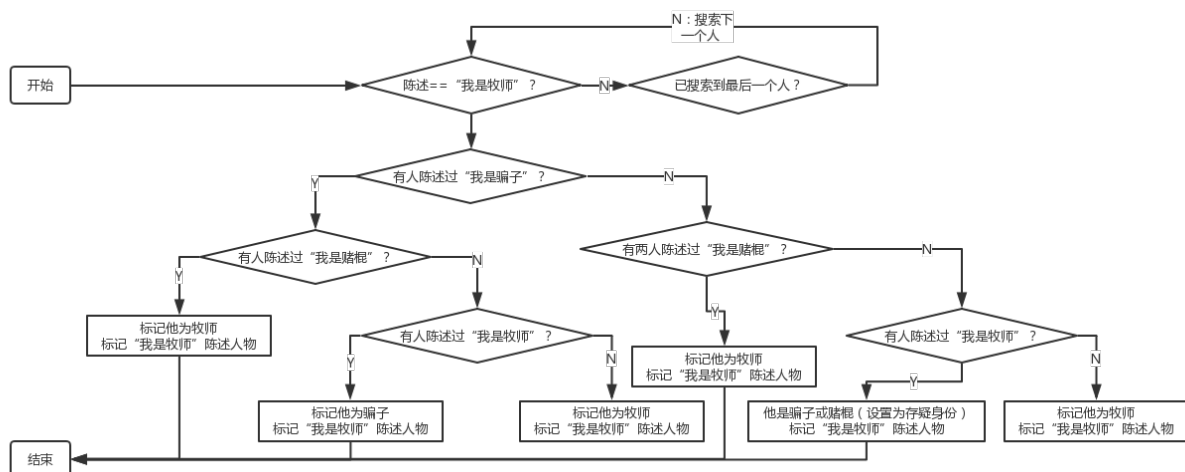 N：搜索下
一个人
开始
陈述==“我是牧师”？
N
已搜索到最后一个人？
有人陈述过“我是骗子”？
Y
N
有人陈述过“我是赌棍”？
有两人陈述过“我是赌棍”？
Y
N
N
Y
标记他为牧师
标记“我是牧师”陈述人物
有人陈述过“我是牧师”？
有人陈述过“我是牧师”？
Y
N
标记他为牧师
标记“我是牧师”陈述人物
Y
N
标记他为骗子
标记“我是牧师”陈述人物
标记他为牧师
标记“我是牧师”陈述人物
他是骗子或赌棍（设置为存疑身份）
标记“我是牧师”陈述人物
标记他为牧师
标记“我是牧师”陈述人物
结束